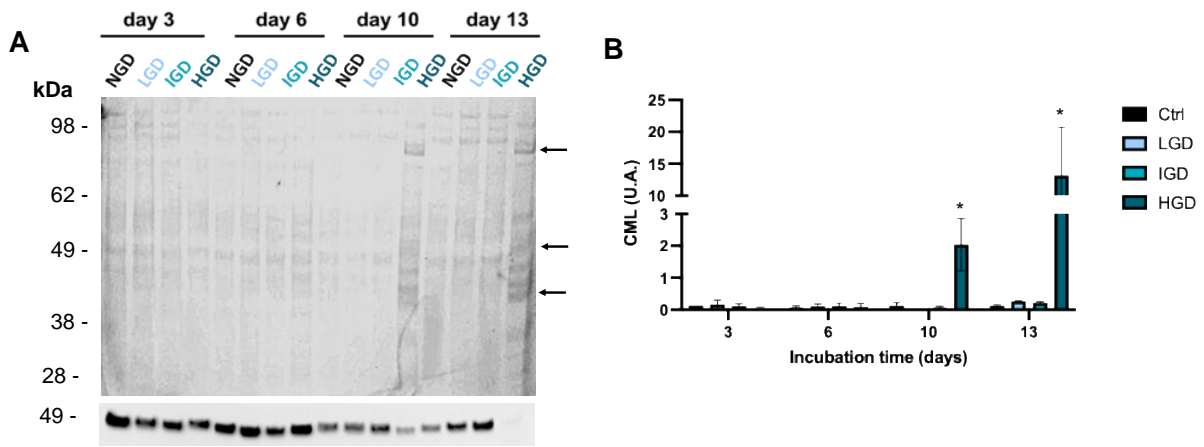 day 3 day 6 day 10 day 13
A
NGD LGD IGD HGD NGD LGD IGD HGD NGD LGD IGD HGD NGD LGD IGD HGD
kDa
98 -
62 -
49 -
38 -
28 -
49 -
B
CML (U.A.)
25
20
15
10
3
2
1
0
*
*
3 6 10 13
Incubation time (days)
Ctrl
LGD
IGD
HGD